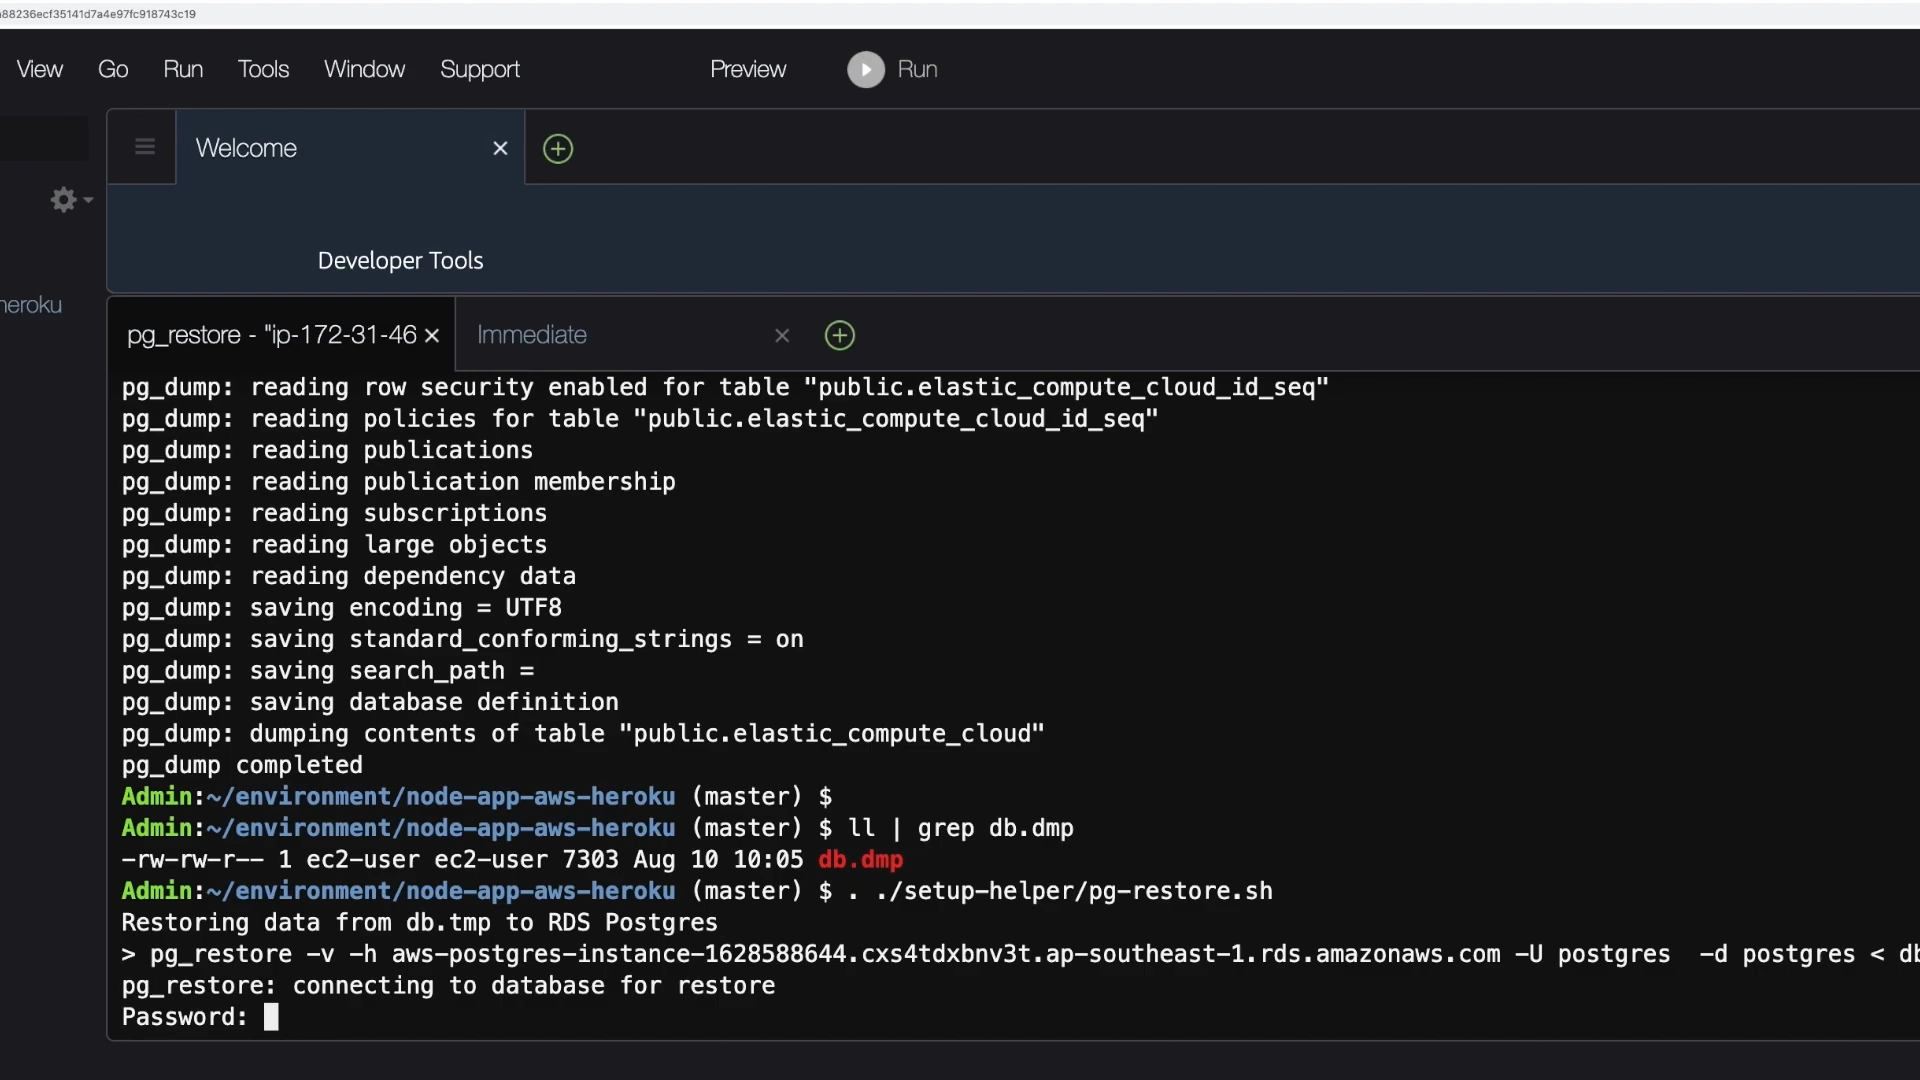 88236ecf35141d7a4e97fc918743c19
View Go Run Tools Window Support Preview Run
Welcome
Developer Tools
heroku
pg_restore - "ip-172-31-46 Immediate
pg_dump: reading row security enabled for table "public.elastic_compute_cloud_id_seq"
pg_dump: reading policies for table "public.elastic_compute_cloud_id_seq"
pg_dump: reading publications
pg_dump: reading publication membership
pg_dump: reading subscriptions
pg_dump: reading large objects
pg_dump: reading dependency data
pg_dump: saving encoding = UTF8
pg_dump: saving standard_conforming_strings = on
pg_dump: saving search_path =
pg_dump: saving database definition
pg_dump: dumping contents of table "public.elastic_compute_cloud"
pg_dump completed
Admin:~/environment/node-app-aws-heroku (master) $
Admin:~/environment/node-app-aws-heroku (master) $ ll | grep db.dmp
-rw-rw-r-- 1 ec2-user ec2-user 7303 Aug 10 10:05 db.dmp
Admin:~/environment/node-app-aws-heroku (master) $ . ./setup-helper/pg-restore.sh
Restoring data from db.tmp to RDS Postgres
> pg_restore -v -h aws-postgres-instance-1628588644.cxs4tdxbnv3t.ap-southeast-1.rds.amazonaws.com -U postgres  -d postgres < db
pg_restore: connecting to database for restore
Password: